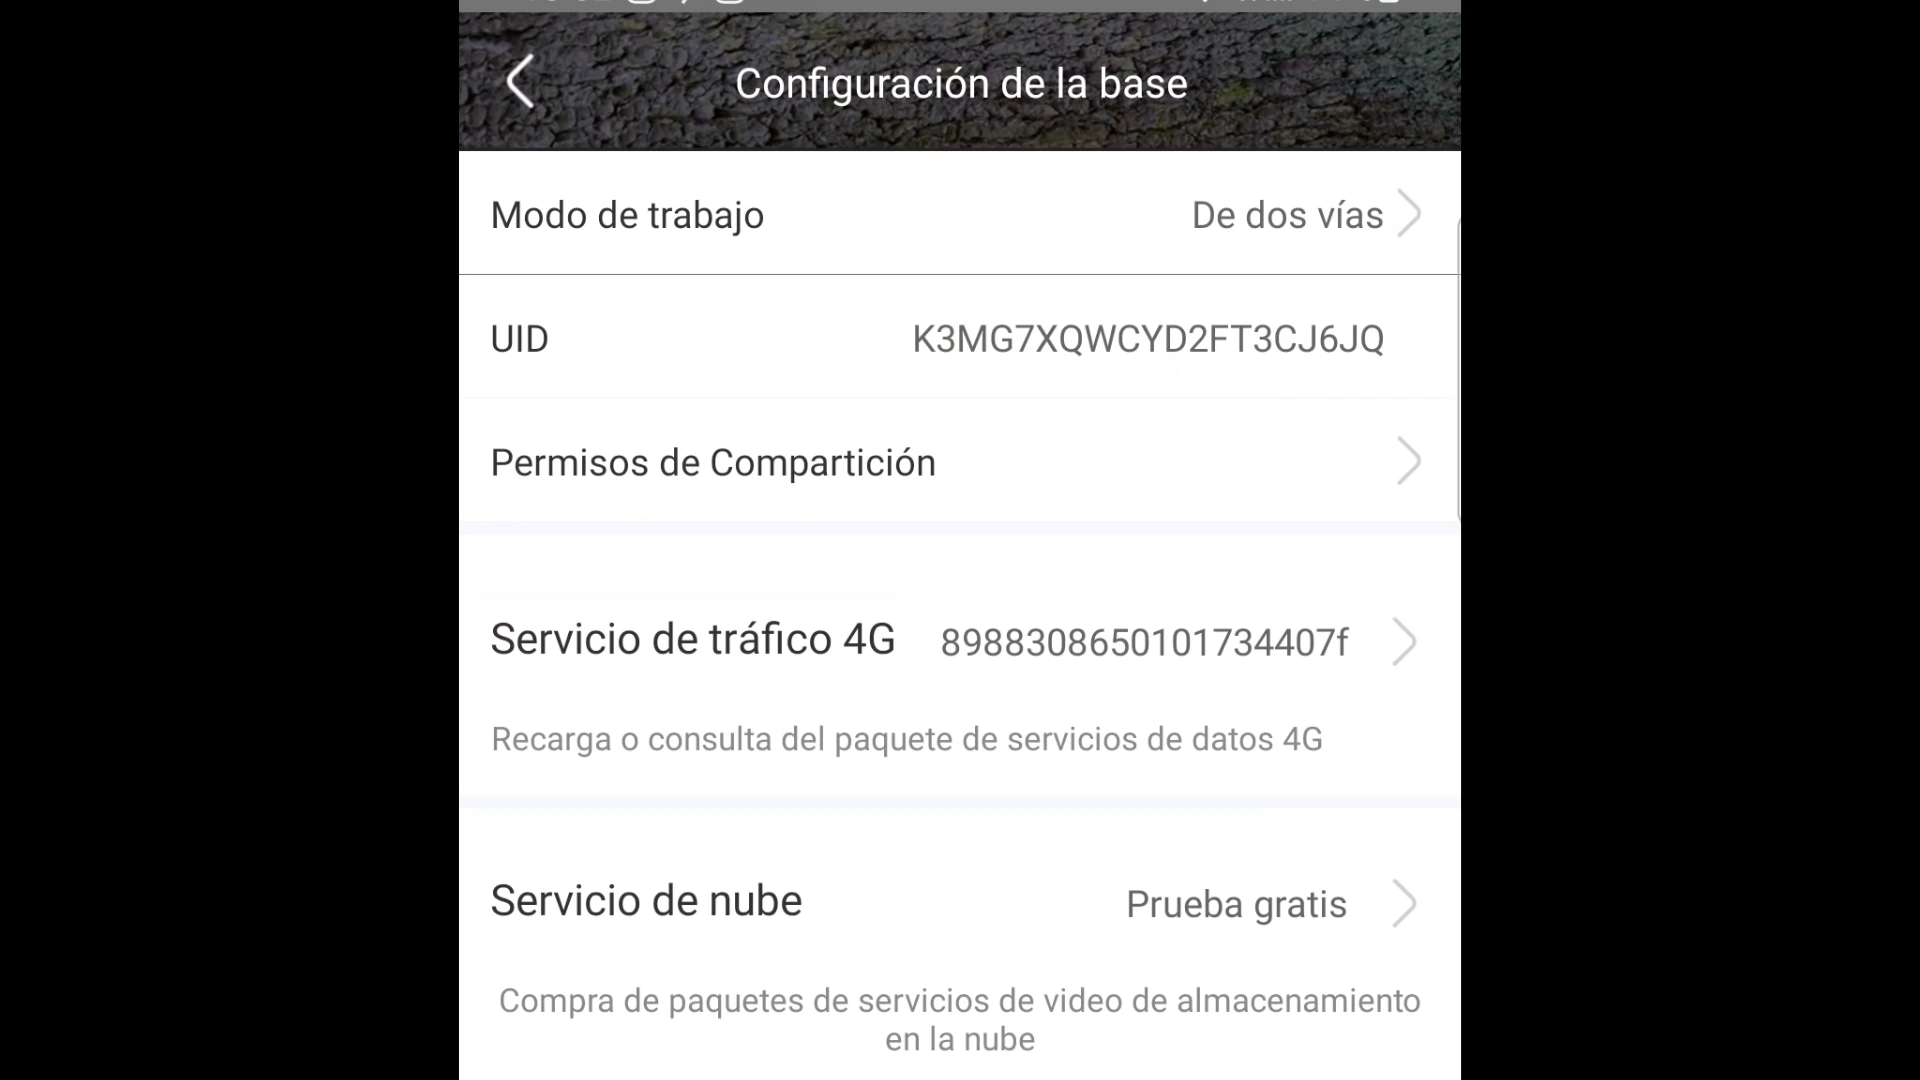 Configuración de la base
Modo de trabajo De dos vías
UID K3MG7XQWCYD2FT3CJ6JQ
Permisos de Compartición
Servicio de tráfico 4G 8988308650101734407f
Recarga o consulta del paquete de servicios de datos 4G
Servicio de nube Prueba gratis
Compra de paquetes de servicios de video de almacenamiento
en la nube